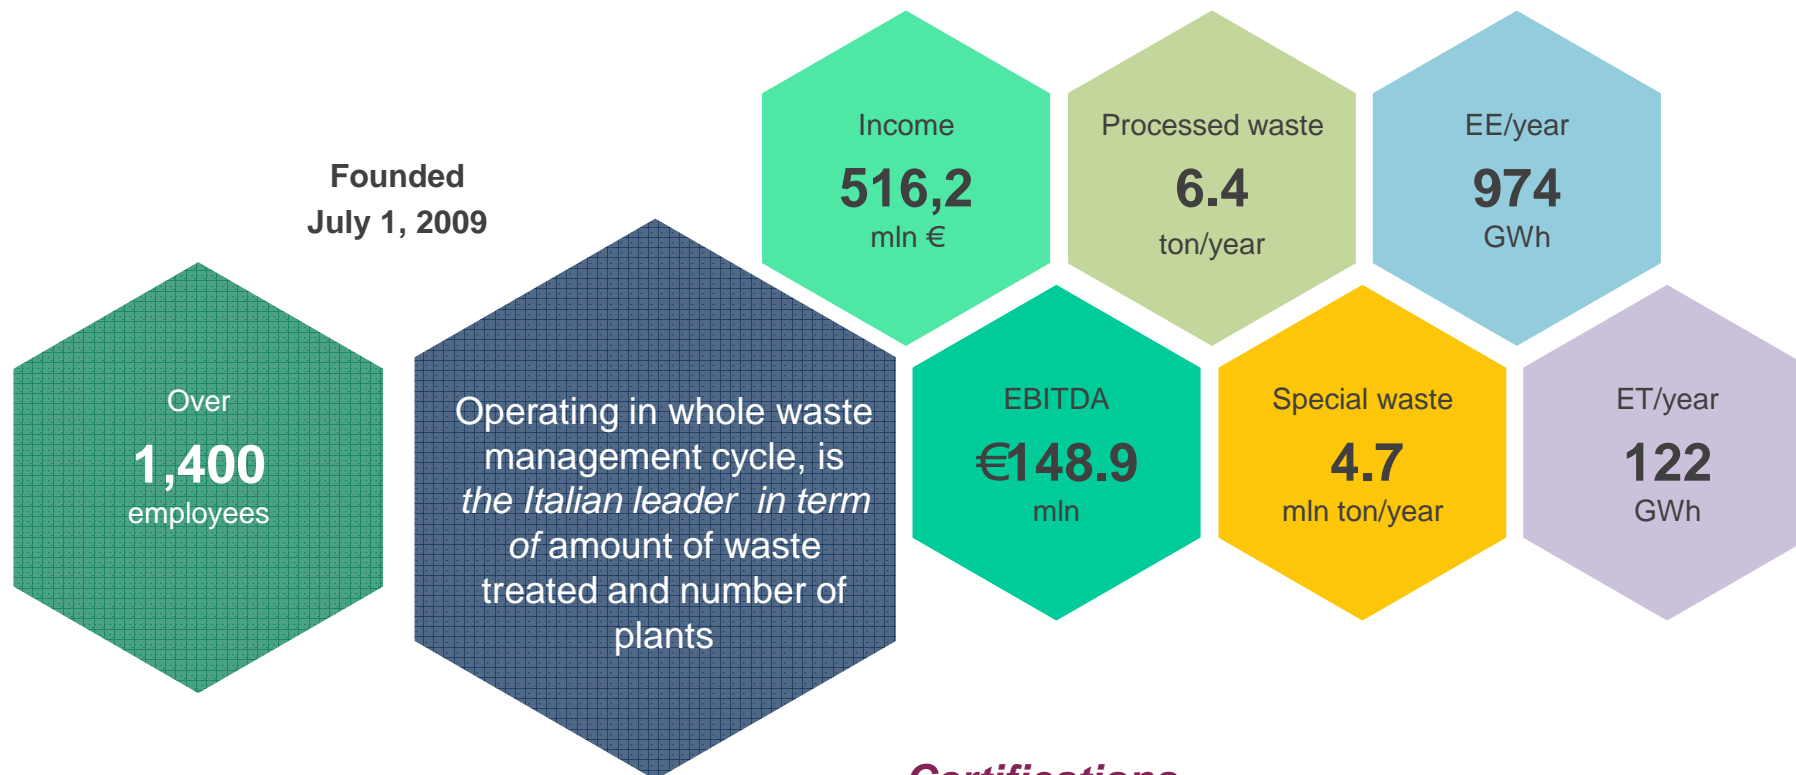 Founded
July 1, 2009
Over
1,400
employees
Operating in whole waste
management cycle, is
the Italian leader  in term
of amount of waste
treated and number of
plants
Income
516,2
mln €
Processed waste
6.4
ton/year
EE/year
974
GWh
EBITDA
€148.9
mln
Special waste
4.7
mln ton/year
ET/year
122
GWh
Certifications